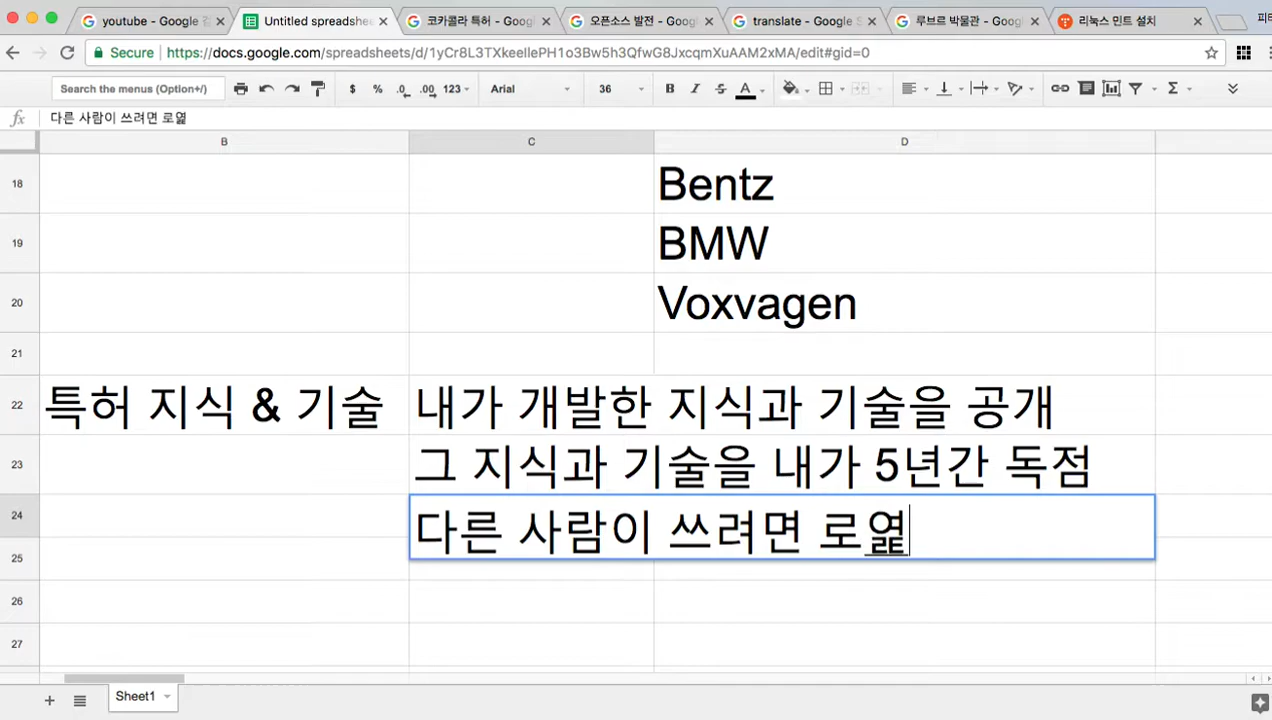 youtube - Google 검
Untitled spreadshee
코카콜라 특허 - Goog
오픈소스 발전 - Goog
translate - Google S
루브르 박물관 - Google
리눅스 민트 설치
Secure
https://docs.google.com/spreadsheets/d/1yCr8L3TXkeeIlePH1o3Bw5h3QfwG8JxcqmXuAAM2xMA/edit#gid=0
Search the menus (Option+/)
$ % .0 .00 123 Arial 36 B I S A
fx 다른 사람이 쓰려면 로열
B C D
18 Bentz
19 BMW
20 Voxvagen
21
22 특허 지식 & 기술 내가 개발한 지식과 기술을 공개
23 그 지식과 기술을 내가 5년간 독점
24 다른 사람이 쓰려면 로열
25
26
27
Sheet1